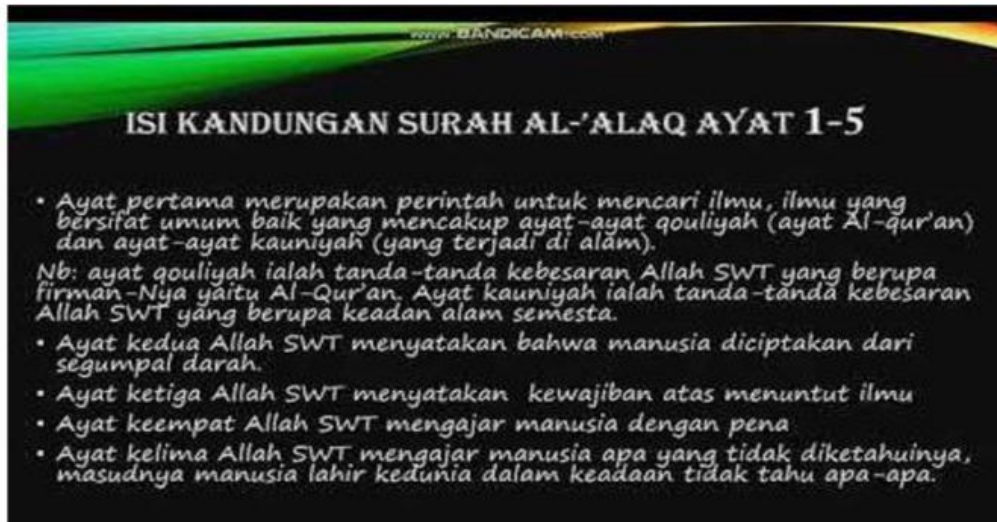 www.BANDICAM.com
ISI KANDUNGAN SURAH AL-'ALAQ AYAT 1-5
• Ayat pertama merupakan perintah untuk mencari ilmu, ilmu yang
bersifat umum baik yang mencakup ayat-ayat qouliyah (ayat Al-qur'an)
dan ayat-ayat kauniyah (yang terjadi di alam).
Nb: ayat qouliyah ialah tanda-tanda kebesaran Allah SWT yang berupa
firman-Nya yaitu Al-Qur'an. Ayat kauniyah ialah tanda-tanda kebesaran
Allah SWT yang berupa keadan alam semesta.
• Ayat kedua Allah SWT menyatakan bahwa manusia diciptakan dari
segumpal darah.
• Ayat ketiga Allah SWT menyatakan kewajiban atas menuntut ilmu
• Ayat keempat Allah SWT mengajar manusia dengan pena
• Ayat kelima Allah SWT mengajar manusia apa yang tidak diketahuinya,
masudnya manusia lahir kedunia dalam keadaan tidak tahu apa-apa.